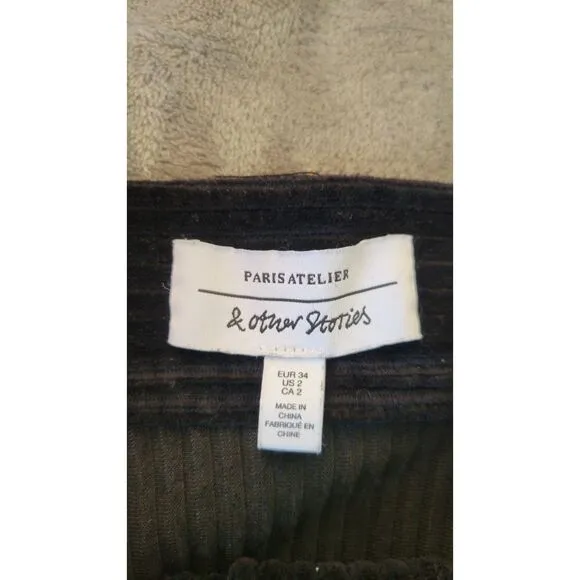 PARIS ATELIER
& Other Stories
EUR 34
US 2
CA 2
MADE IN
CHINA
FABRIQUÉ EN
CHINE